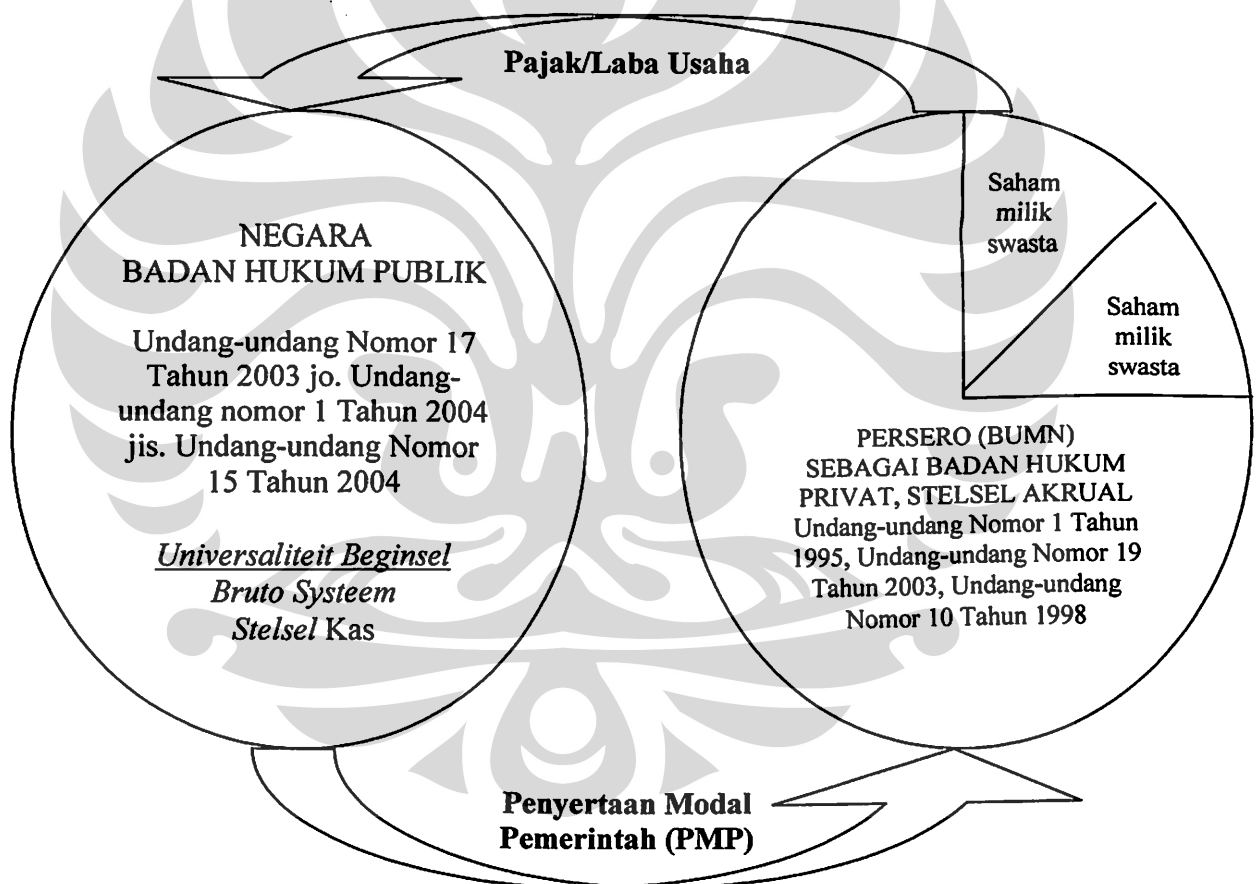 Pajak/Laba Usaha
NEGARA
BADAN HUKUM PUBLIK
Undang-undang Nomor 17
Tahun 2003 jo. Undang-
undang nomor 1 Tahun 2004
jis. Undang-undang Nomor
15 Tahun 2004
Universaliteit Beginsel
Bruto Systeem
Stelsel Kas
Saham
milik
swasta
Saham
milik
swasta
PERSERO (BUMN)
SEBAGAI BADAN HUKUM
PRIVAT, STELSEL AKRUAL
Undang-undang Nomor 1 Tahun
1995, Undang-undang Nomor 19
Tahun 2003, Undang-undang
Nomor 10 Tahun 1998
Penyertaan Modal
Pemerintah (PMP)